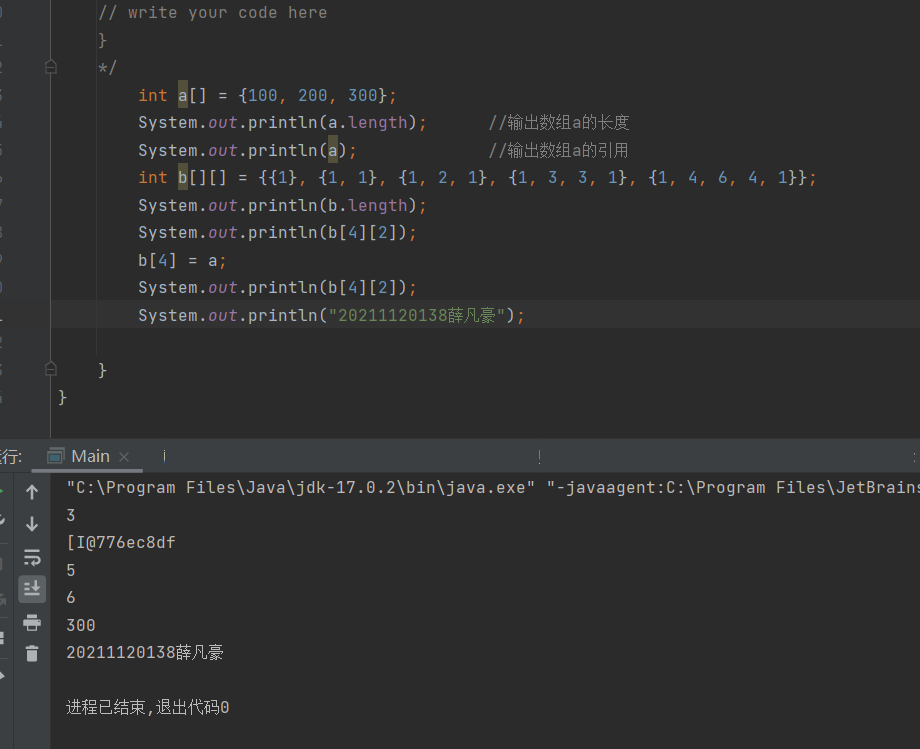 // write your code here
}
*/
int a[] = {100, 200, 300};
System.out.println(a.length); //输出数组a的长度
System.out.println(a); //输出数组a的引用
int b[][] = {{1}, {1, 1}, {1, 2, 1}, {1, 3, 3, 1}, {1, 4, 6, 4, 1}};
System.out.println(b.length);
System.out.println(b[4][2]);
b[4] = a;
System.out.println(b[4][2]);
System.out.println("20211120138薛凡豪");
}
}
行: Main
"C:\Program Files\Java\jdk-17.0.2\bin\java.exe" "-javaagent:C:\Program Files\JetBrains
3
[I@776ec8df
5
6
300
20211120138薛凡豪
进程已结束,退出代码0